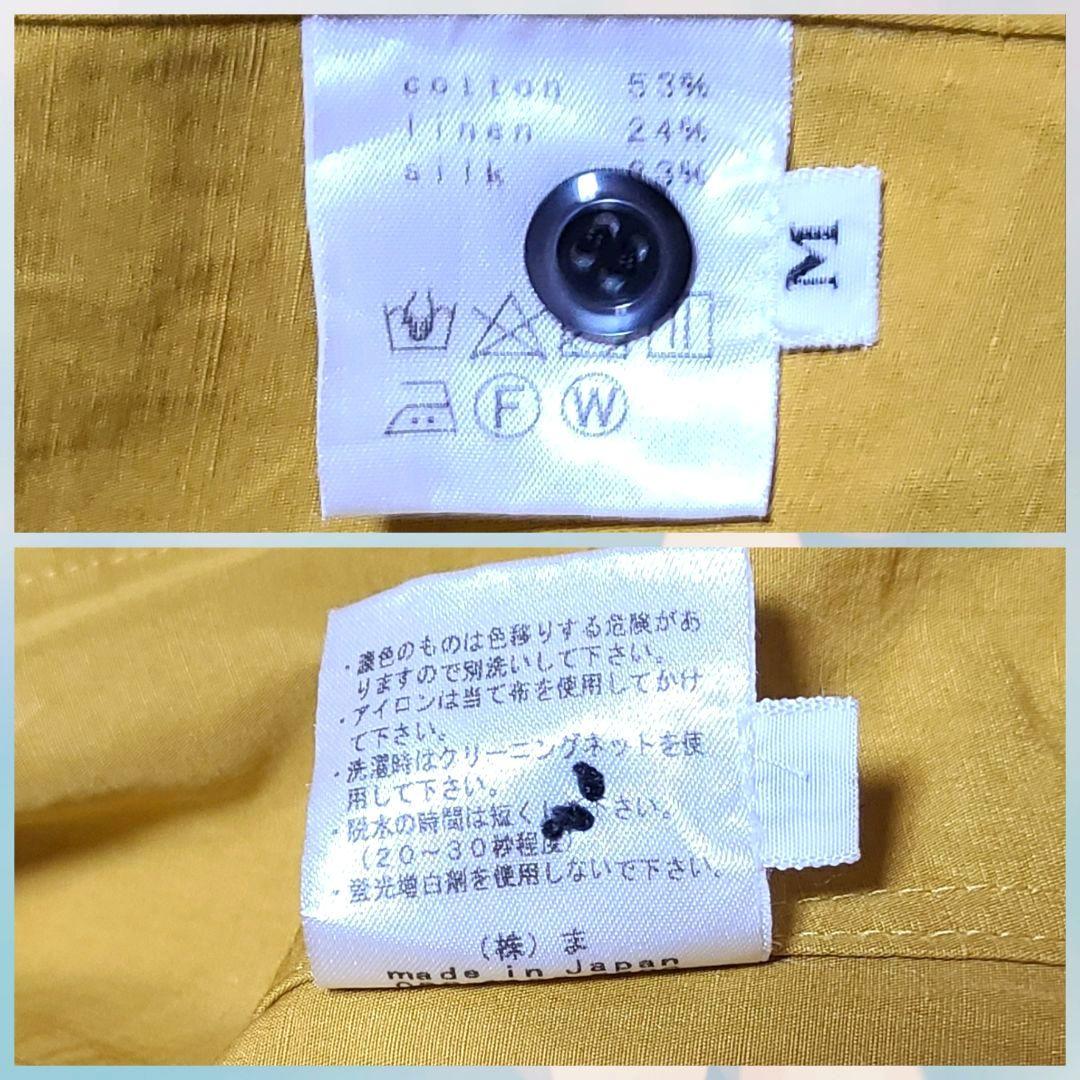 cotton 53%
linen 24%
silk 3%
M
F W
・濃色のものは色移りする危険があ
りますので別洗いして下さい。
・アイロンは当て布を使用してかけ
て下さい。
・洗濯時はクリーニングネットを使
用して下さい。
・脱水の時間は短く下さい。
(20～30秒程度)
・蛍光増白剤を使用しないで下さい。
(株)ま
made in Japan